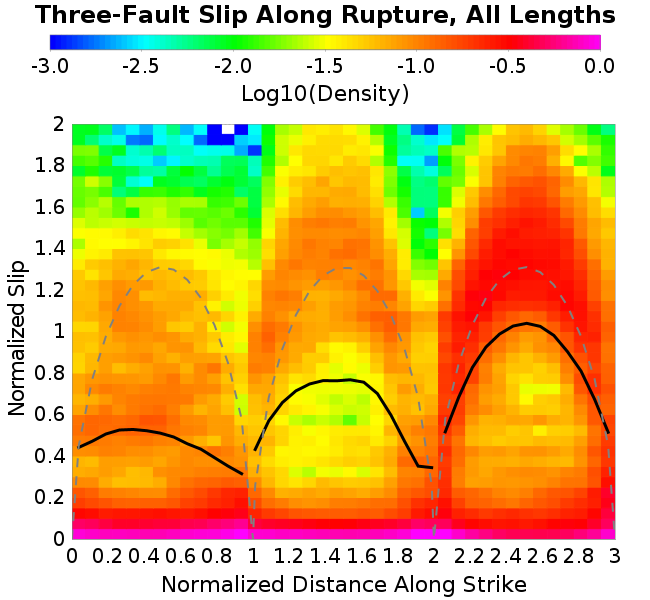 Three-Fault Slip Along Rupture, All Lengths
-3.0 -2.5 -2.0 -1.5 -1.0 -0.5 0.0
Log10(Density)
Normalized Slip
2
1.8
1.6
1.4
1.2
1
0.8
0.6
0.4
0.2
0
0 0.2 0.4 0.6 0.8 1 1.2 1.4 1.6 1.8 2 2.2 2.4 2.6 2.8 3
Normalized Distance Along Strike